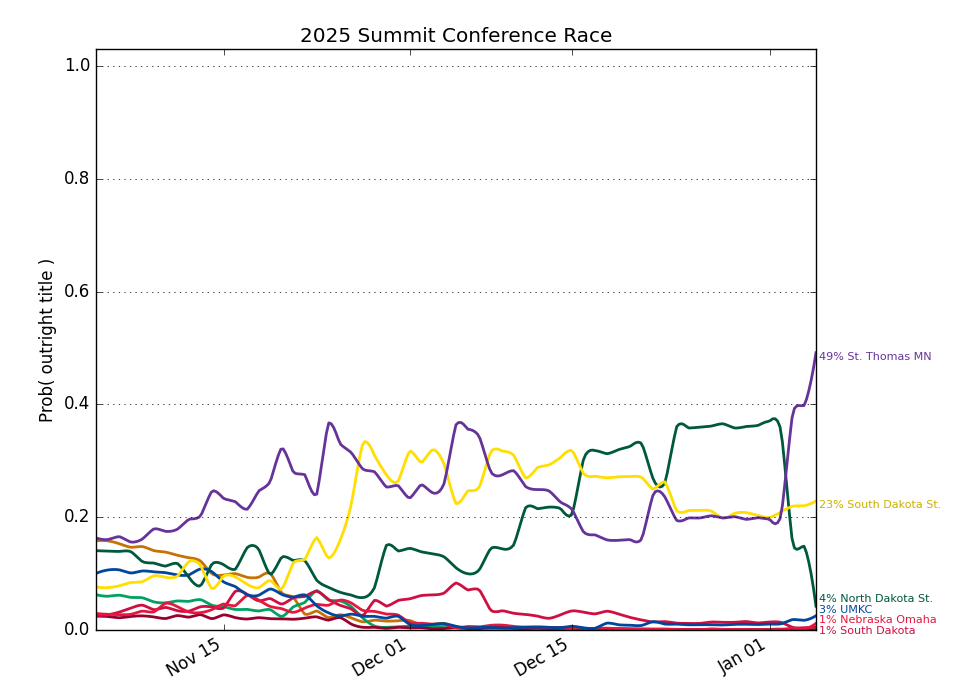 2025 Summit Conference Race
Prob( outright title )
1.0
0.8
0.6
0.4
0.2
0.0
Nov 15
Dec 01
Dec 15
Jan 01
49% St. Thomas MN
23% South Dakota St.
4% North Dakota St.
3% UMKC
1% Nebraska Omaha
1% South Dakota